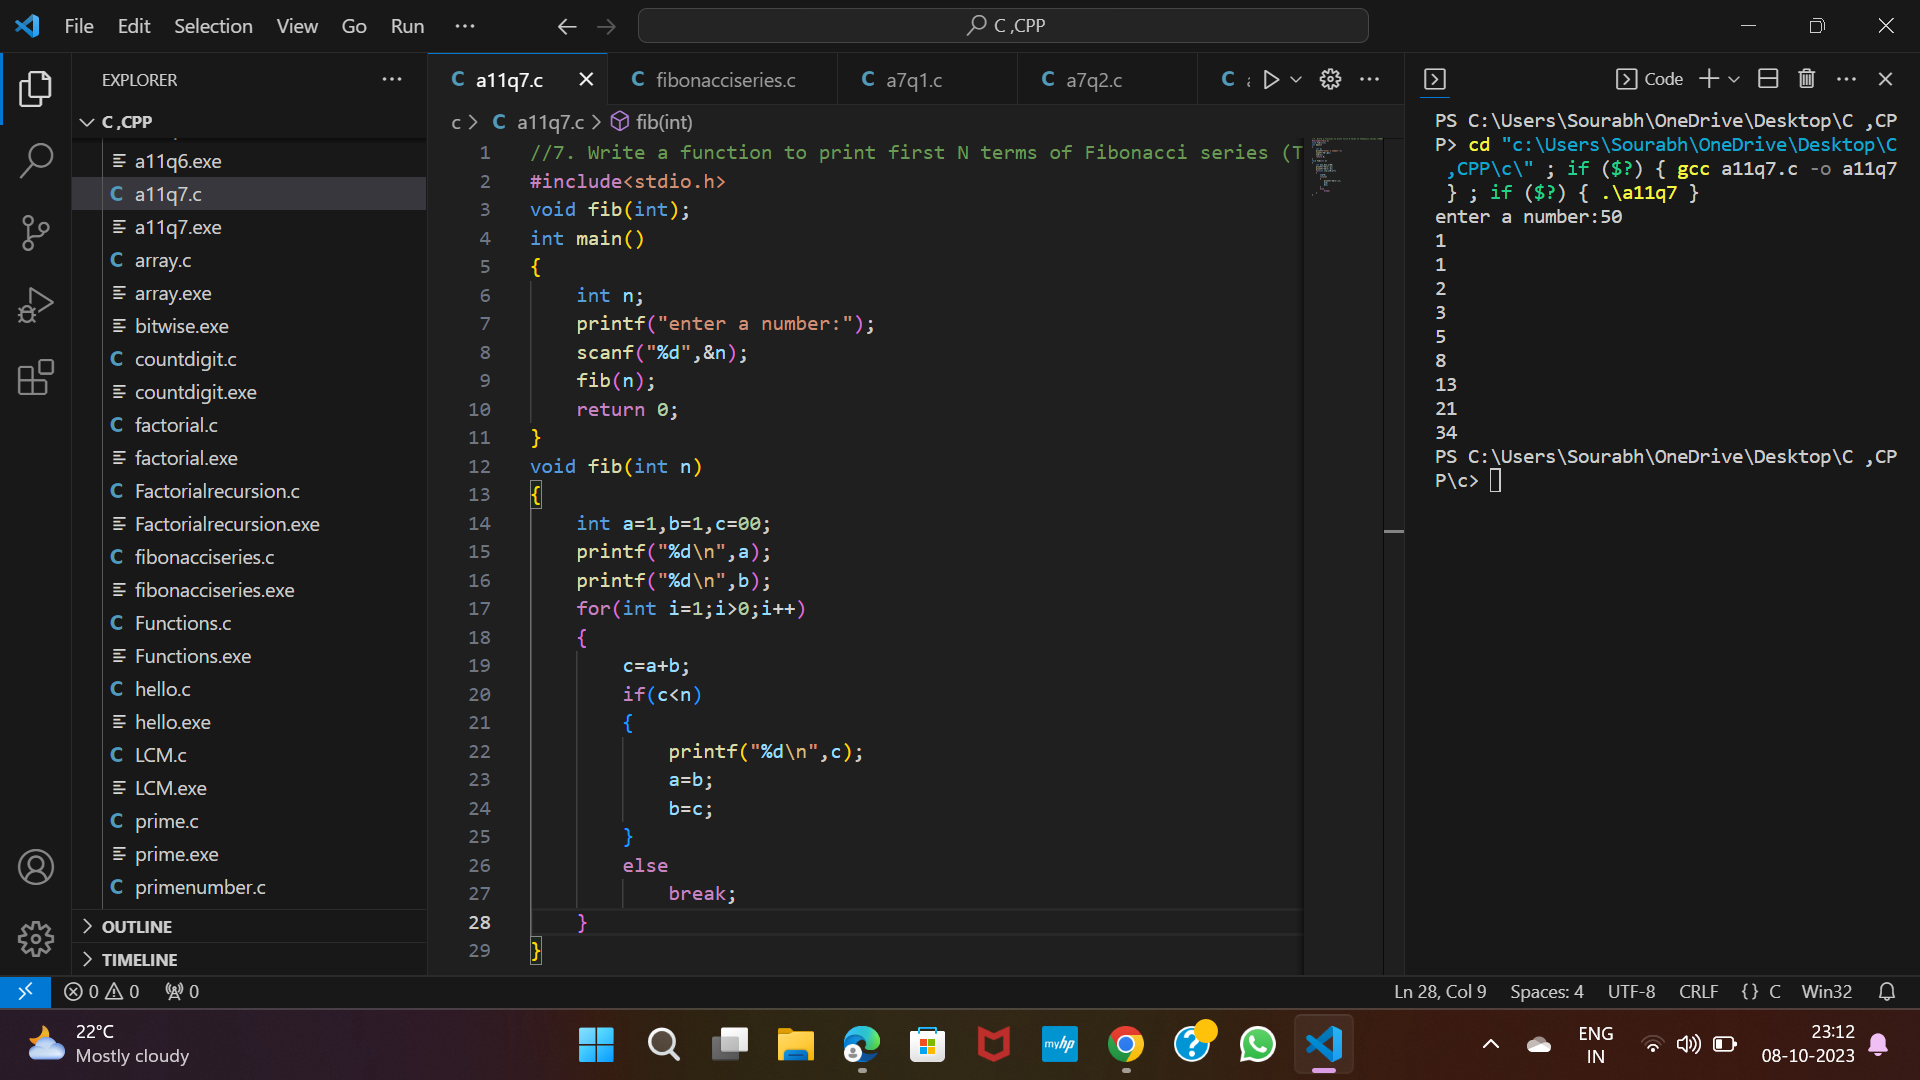 File Edit Selection View Go Run ···
C ,CPP
EXPLORER
C ,CPP
a11q6.exe
a11q7.c
a11q7.exe
array.c
array.exe
bitwise.exe
countdigit.c
countdigit.exe
factorial.c
factorial.exe
Factorialrecursion.c
Factorialrecursion.exe
fibonacciseries.c
fibonacciseries.exe
Functions.c
Functions.exe
hello.c
hello.exe
LCM.c
LCM.exe
prime.c
prime.exe
primenumber.c
OUTLINE
TIMELINE
C a11q7.c
C fibonacciseries.c
C a7q1.c
C a7q2.c
C
c > C a11q7.c > fib(int)
1 //7. Write a function to print first N terms of Fibonacci series (T
2 #include<stdio.h>
3 void fib(int);
4 int main()
5 {
6 int n;
7 printf("enter a number:");
8 scanf("%d",&n);
9 fib(n);
10 return 0;
11 }
12 void fib(int n)
13 {
14 int a=1,b=1,c=00;
15 printf("%d\n",a);
16 printf("%d\n",b);
17 for(int i=1;i>0;i++)
18 {
19 c=a+b;
20 if(c<n)
21 {
22 printf("%d\n",c);
23 a=b;
24 b=c;
25 }
26 else
27 break;
28 }
29 }
Code
PS C:\Users\Sourabh\OneDrive\Desktop\C ,CP
P> cd "c:\Users\Sourabh\OneDrive\Desktop\C
,CPP\c\" ; if ($?) { gcc a11q7.c -o a11q7
} ; if ($?) { .\a11q7 }
enter a number:50
1
1
2
3
5
8
13
21
34
PS C:\Users\Sourabh\OneDrive\Desktop\C ,CP
P\c>
0 0 0
Ln 28, Col 9 Spaces: 4 UTF-8 CRLF {} C Win32
22°C
Mostly cloudy
myhp
ENG
IN
23:12
08-10-2023